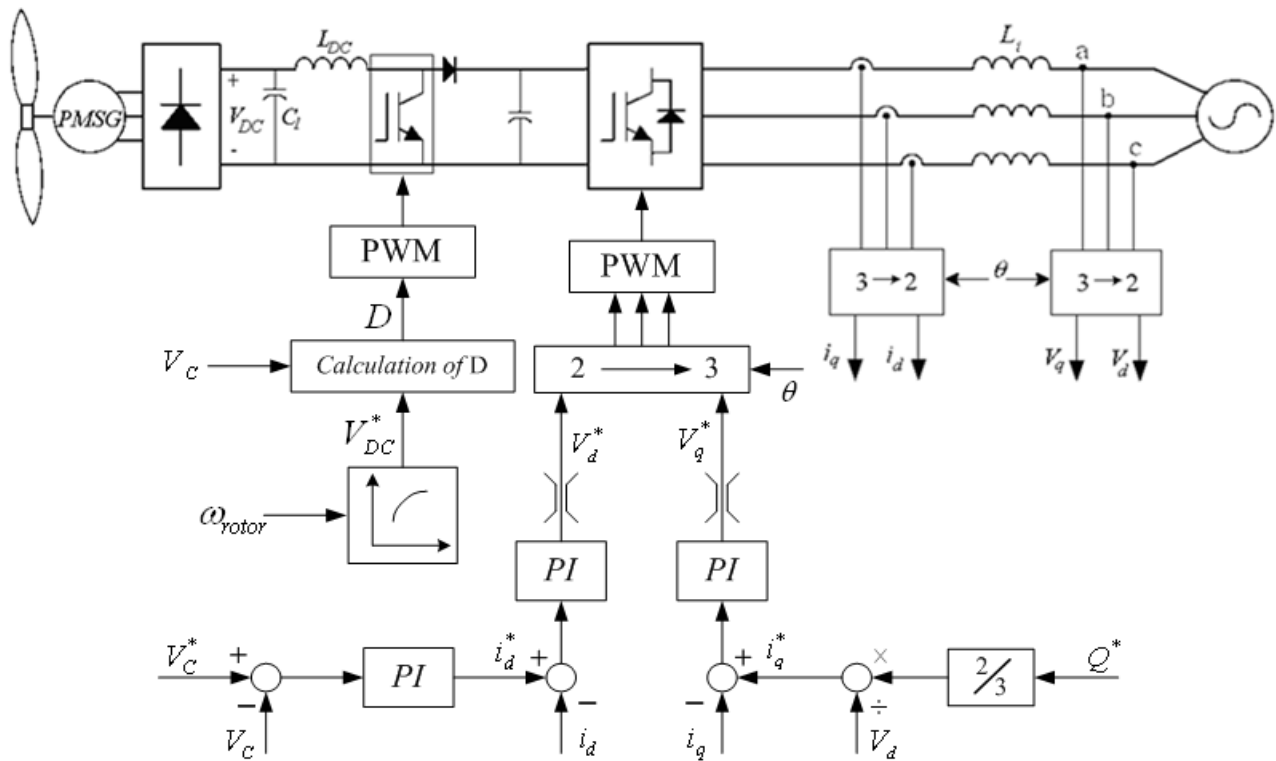 L_DC
L_i
a
b
c
PMSG
+
V_DC
-
C_l
PWM
PWM
D
3 → 2
θ
3 → 2
V_C
Calculation of D
2 → 3
θ
i_q
i_d
V_q
V_d
V*_DC
V*_d
V*_q
ω_rotor
PI
PI
V*_C
+
−
V_C
PI
i*_d
+
−
i_d
+
−
i_q
i*_q
×
÷
V_d
2/3
Q*